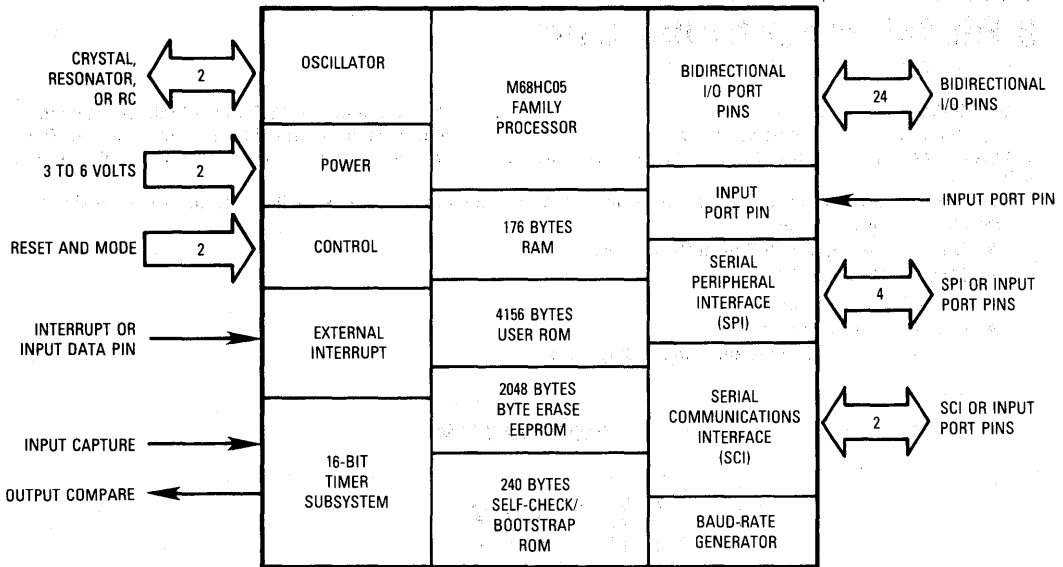 CRYSTAL,
RESONATOR,
OR RC
2
3 TO 6 VOLTS
2
RESET AND MODE
2
INTERRUPT OR
INPUT DATA PIN
INPUT CAPTURE
OUTPUT COMPARE
OSCILLATOR
POWER
CONTROL
EXTERNAL
INTERRUPT
16-BIT
TIMER
SUBSYSTEM
M68HC05
FAMILY
PROCESSOR
176 BYTES
RAM
4156 BYTES
USER ROM
2048 BYTES
BYTE ERASE
EEPROM
240 BYTES
SELF-CHECK/
BOOTSTRAP
ROM
BIDIRECTIONAL
I/O PORT
PINS
INPUT
PORT PIN
SERIAL
PERIPHERAL
INTERFACE
(SPI)
SERIAL
COMMUNICATIONS
INTERFACE
(SCI)
BAUD-RATE
GENERATOR
24
BIDIRECTIONAL
I/O PINS
INPUT PORT PIN
4
SPI OR INPUT
PORT PINS
2
SCI OR INPUT
PORT PINS